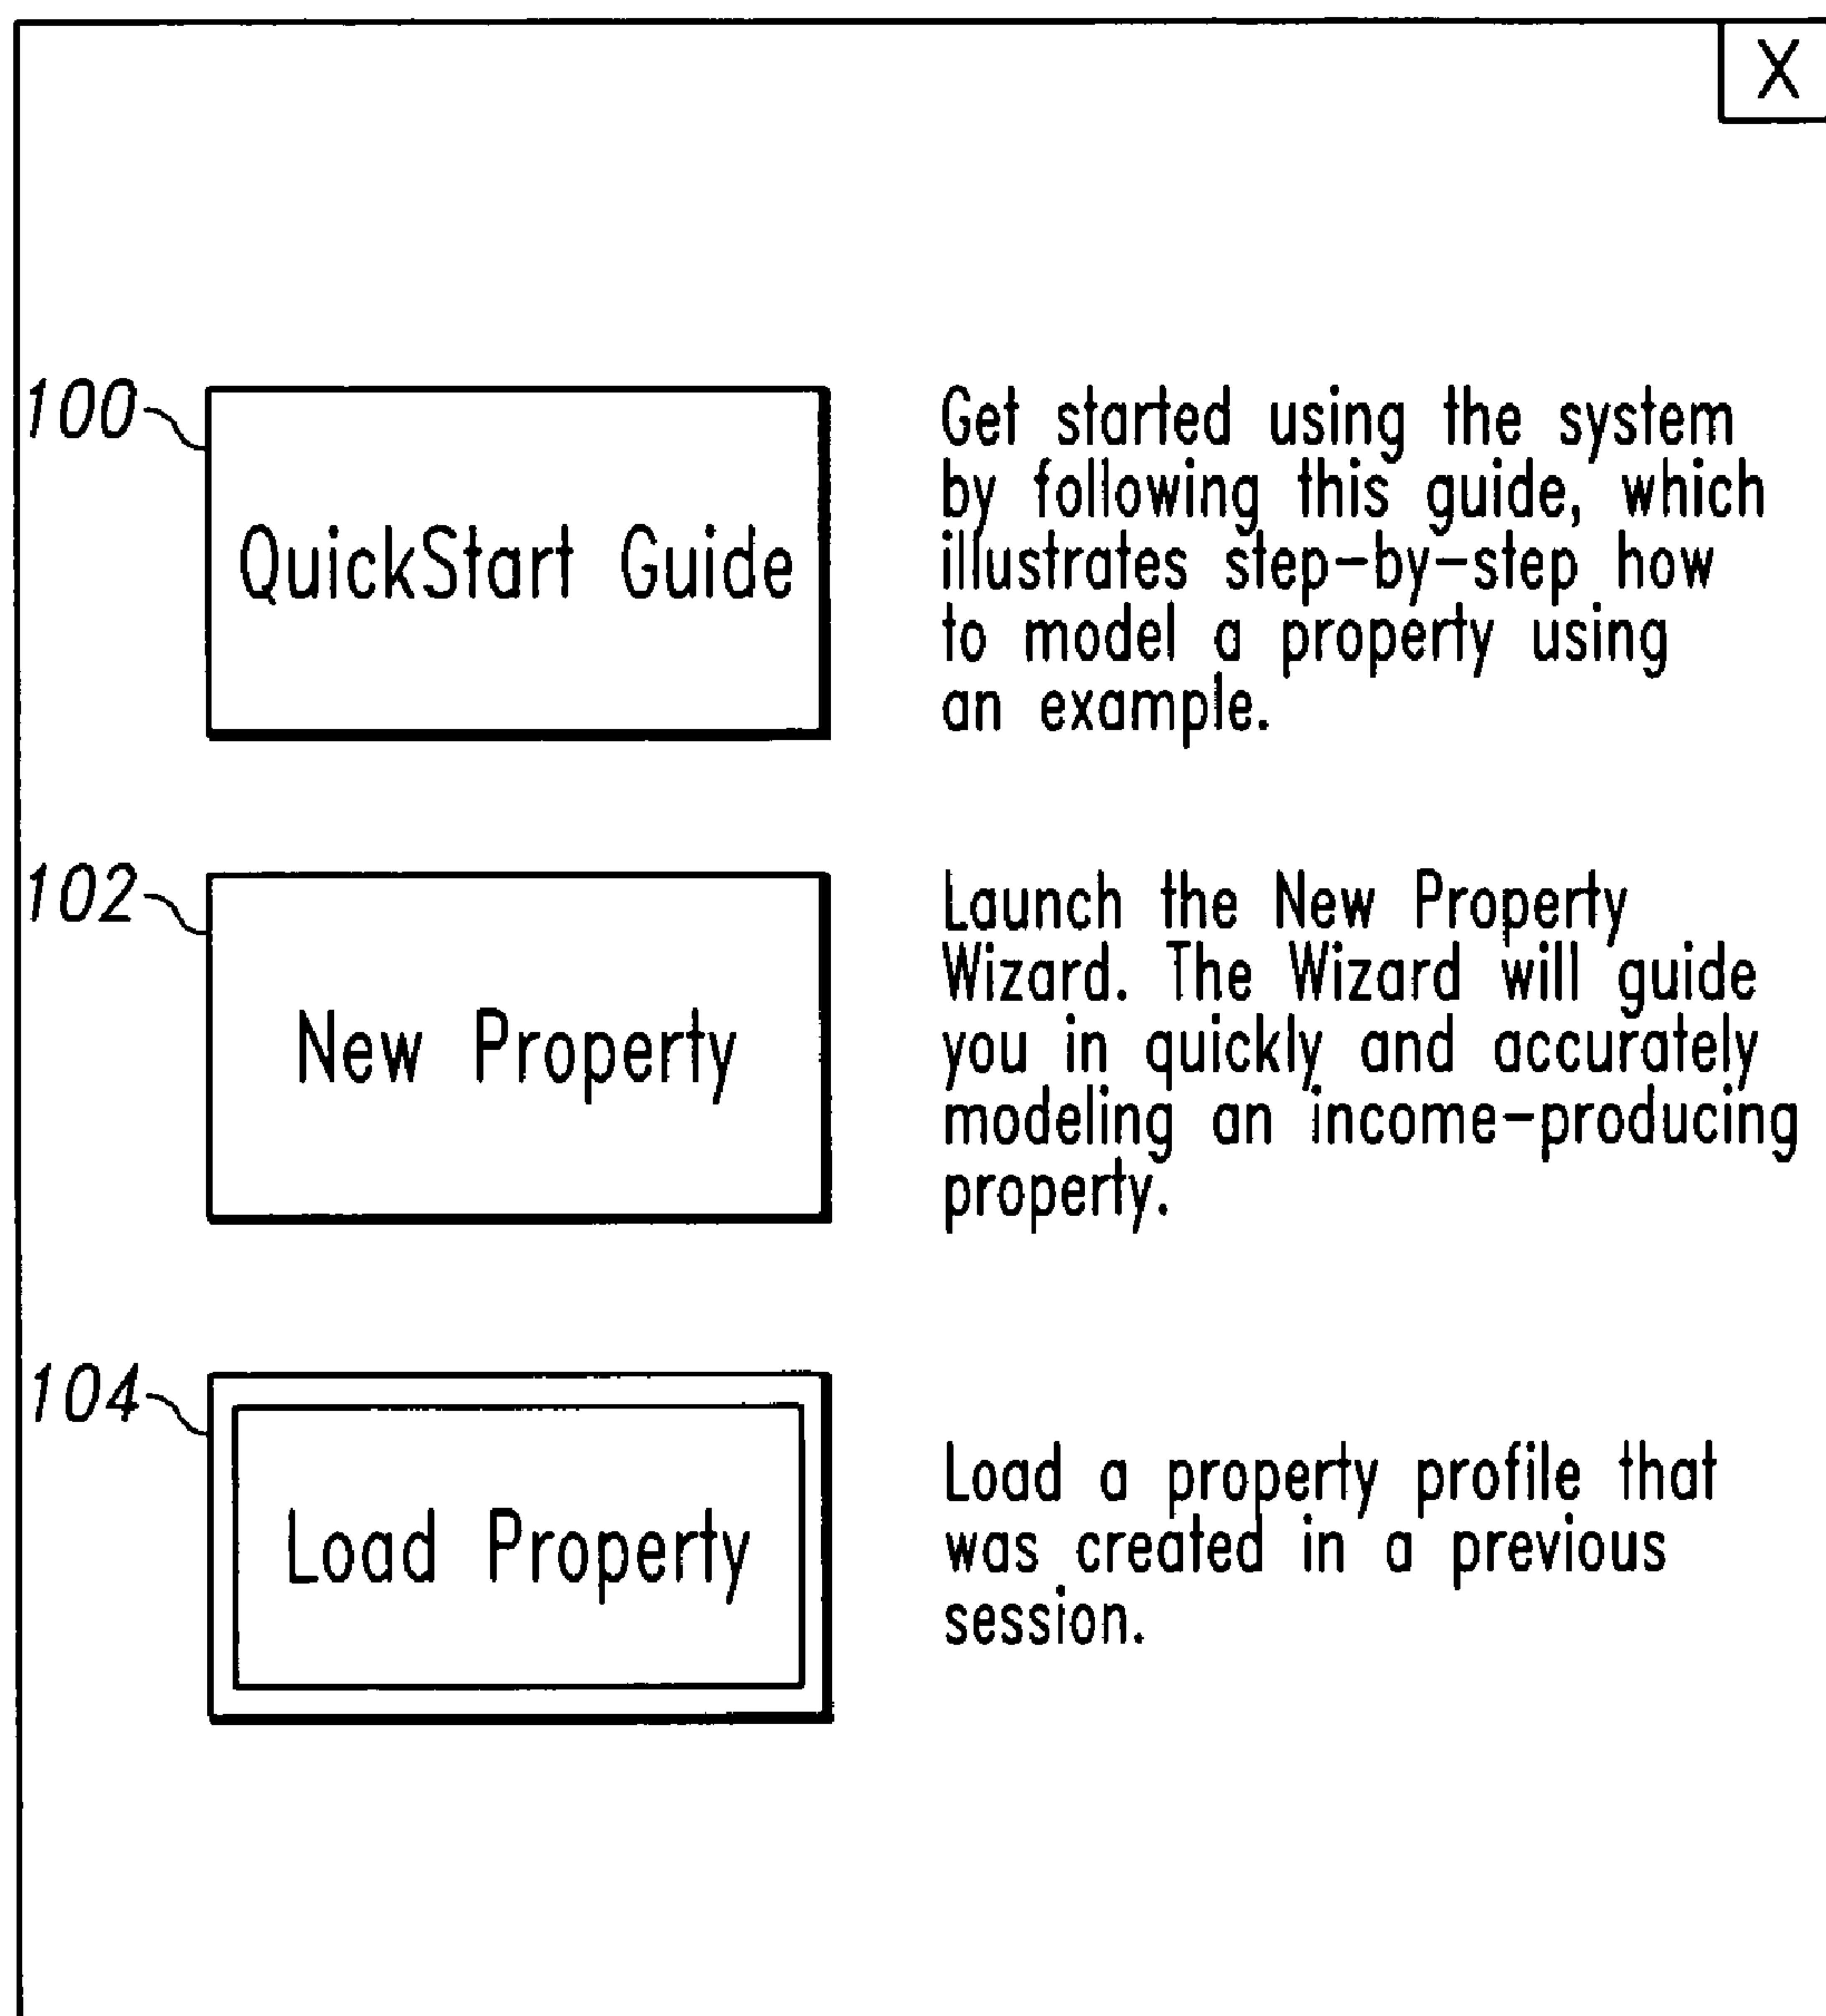 X
100
QuickStart Guide
Get started using the system
by following this guide, which
illustrates step-by-step how
to model a property using
an example.
102
New Property
Launch the New Property
Wizard. The Wizard will guide
you in quickly and accurately
modeling an income-producing
property.
104
Load Property
Load a property profile that
was created in a previous
session.